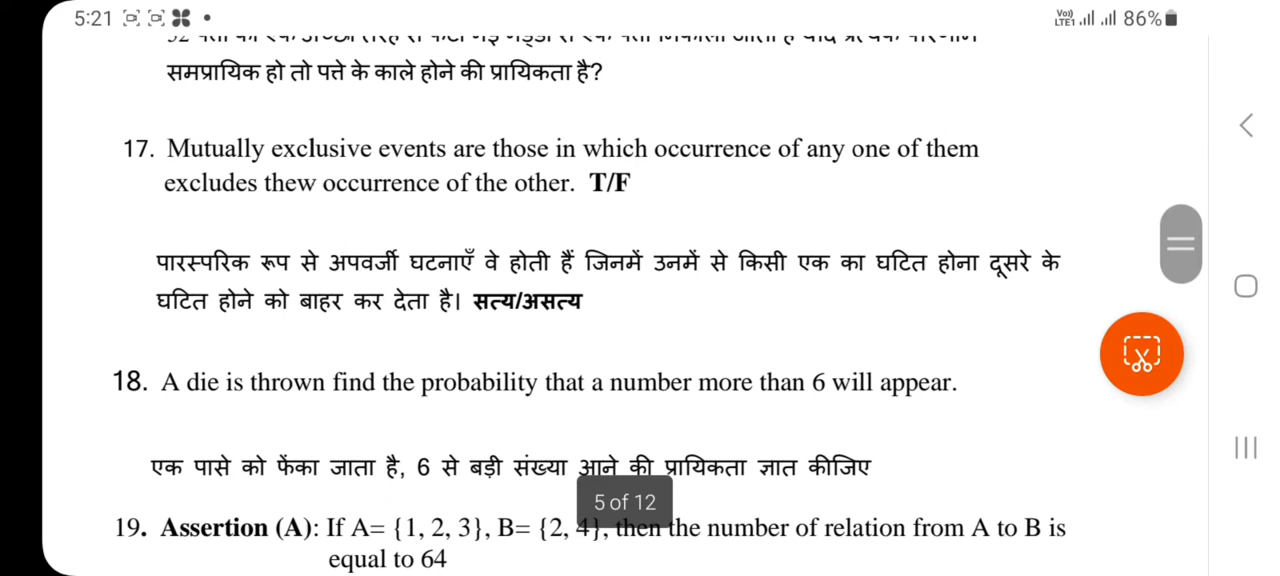 5:21
Vo)) LTE1 86%
समप्रायिक हो तो पत्ते के काले होने की प्रायिकता है?
17. Mutually exclusive events are those in which occurrence of any one of them
excludes thew occurrence of the other. T/F
पारस्परिक रूप से अपवर्जी घटनाएँ वे होती हैं जिनमें उनमें से किसी एक का घटित होना दूसरे के
घटित होने को बाहर कर देता है। सत्य/असत्य
18. A die is thrown find the probability that a number more than 6 will appear.
एक पासे को फेंका जाता है, 6 से बड़ी संख्या आने की प्रायिकता ज्ञात कीजिए
5 of 12
19. Assertion (A): If A= {1, 2, 3}, B= {2, 4}, then the number of relation from A to B is
equal to 64